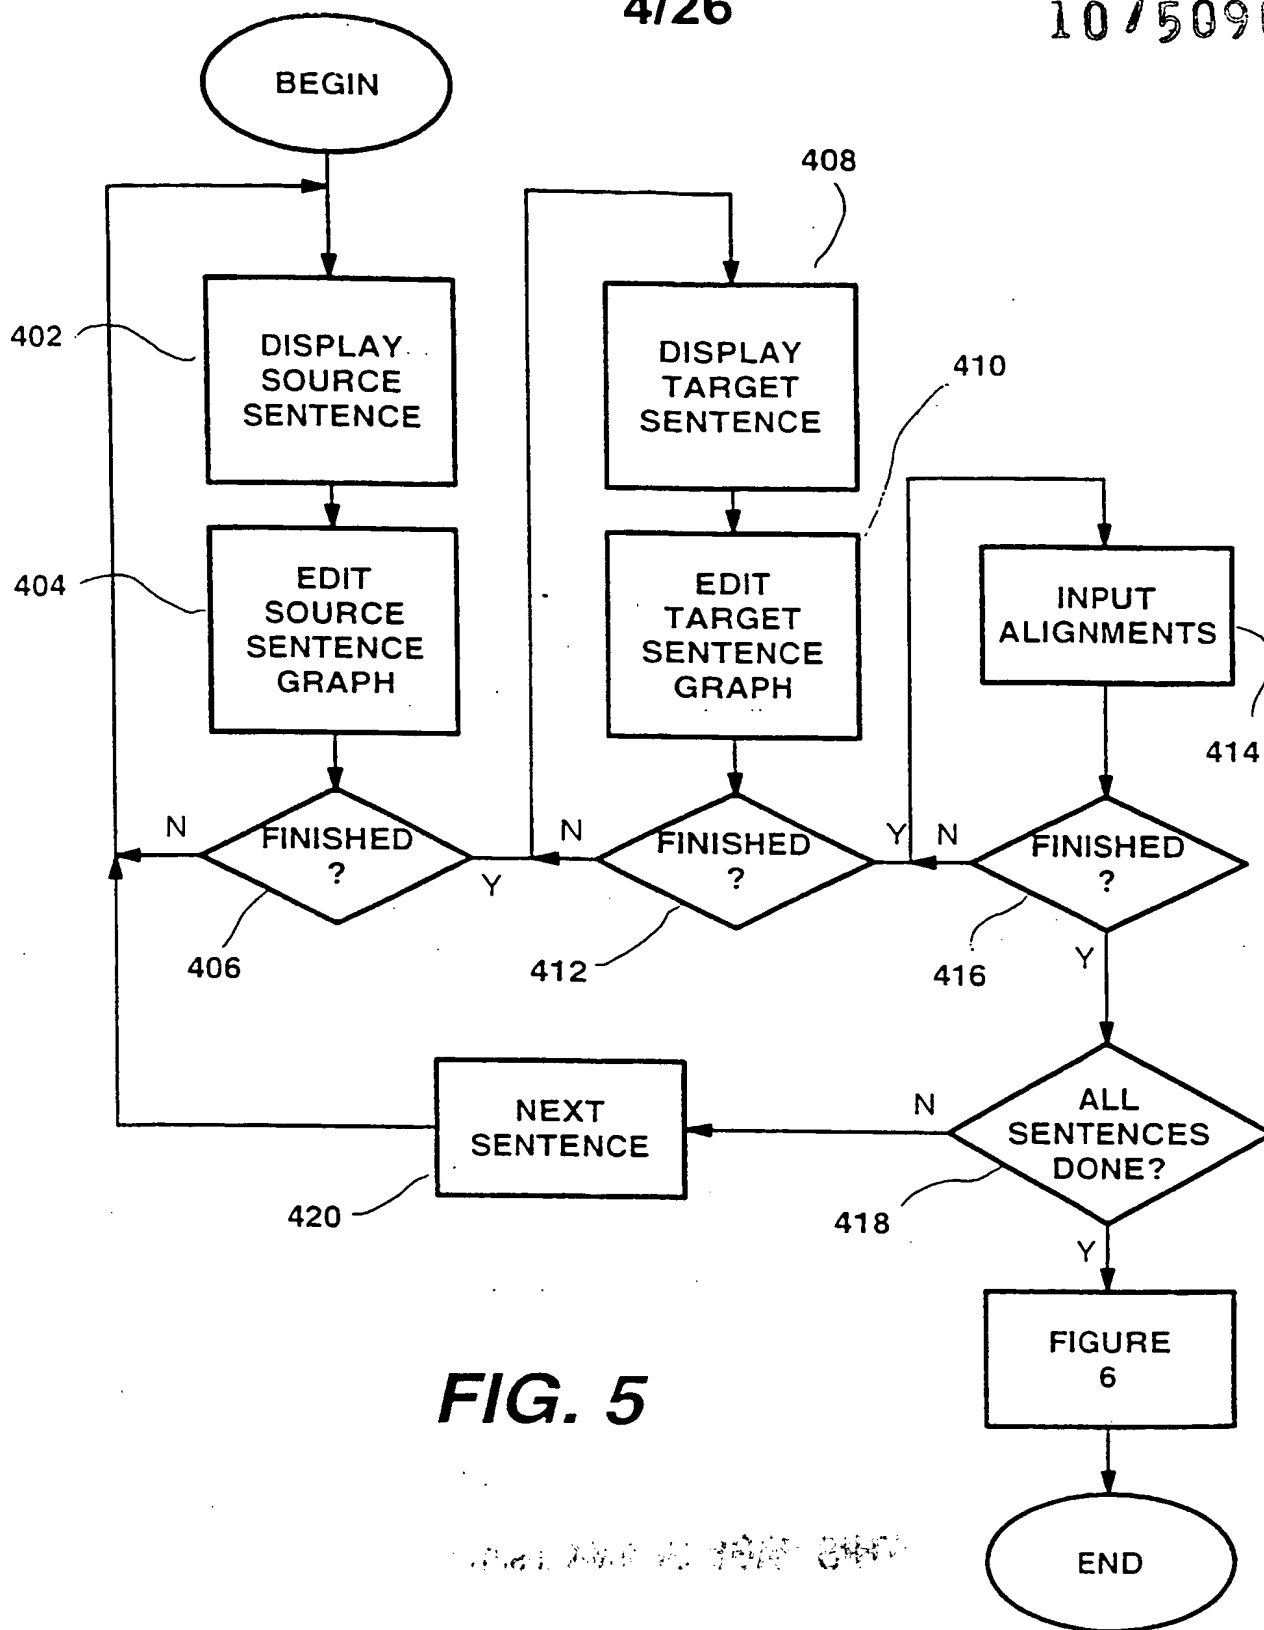 4/26
BEGIN
408
402
DISPLAY
SOURCE
SENTENCE
DISPLAY
TARGET
SENTENCE
410
404
EDIT
SOURCE
SENTENCE
GRAPH
EDIT
TARGET
SENTENCE
GRAPH
INPUT
ALIGNMENTS
414
N
FINISHED
?
Y
N
FINISHED
?
Y
N
FINISHED
?
406
412
416
Y
NEXT
SENTENCE
N
ALL
SENTENCES
DONE?
420
418
Y
FIGURE
6
FIG. 5
END